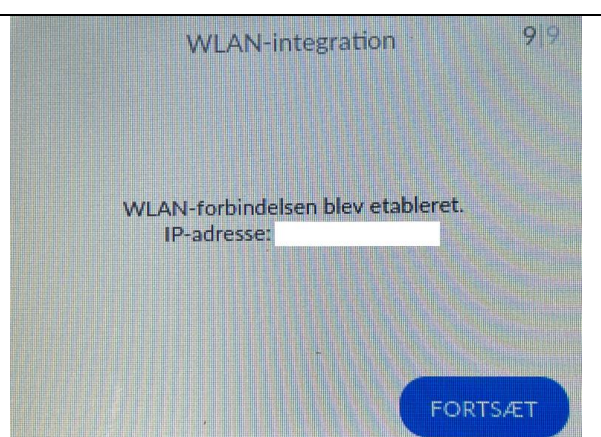 WLAN-integration
9|9
WLAN-forbindelsen blev etableret.
IP-adresse:
FORTSÆT